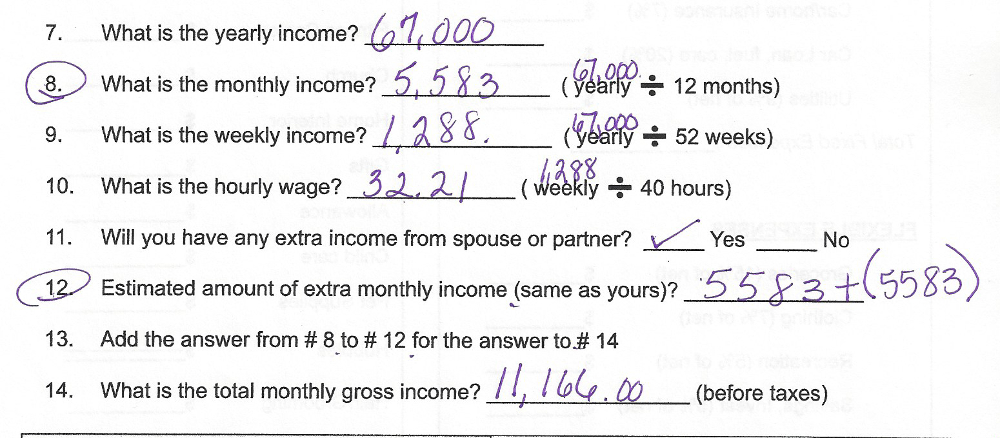 7. What is the yearly income? 67,000
8. What is the monthly income? 5,583 ( yearly 67,000 ÷ 12 months)
9. What is the weekly income? 1,288. ( yearly 67,000 ÷ 52 weeks)
10. What is the hourly wage? 32.21 ( weekly 1,288 ÷ 40 hours)
11. Will you have any extra income from spouse or partner? ✓ Yes ____ No
12. Estimated amount of extra monthly income (same as yours)? 5583 + (5583)
13. Add the answer from # 8 to # 12 for the answer to # 14
14. What is the total monthly gross income? 11,166.00 (before taxes)